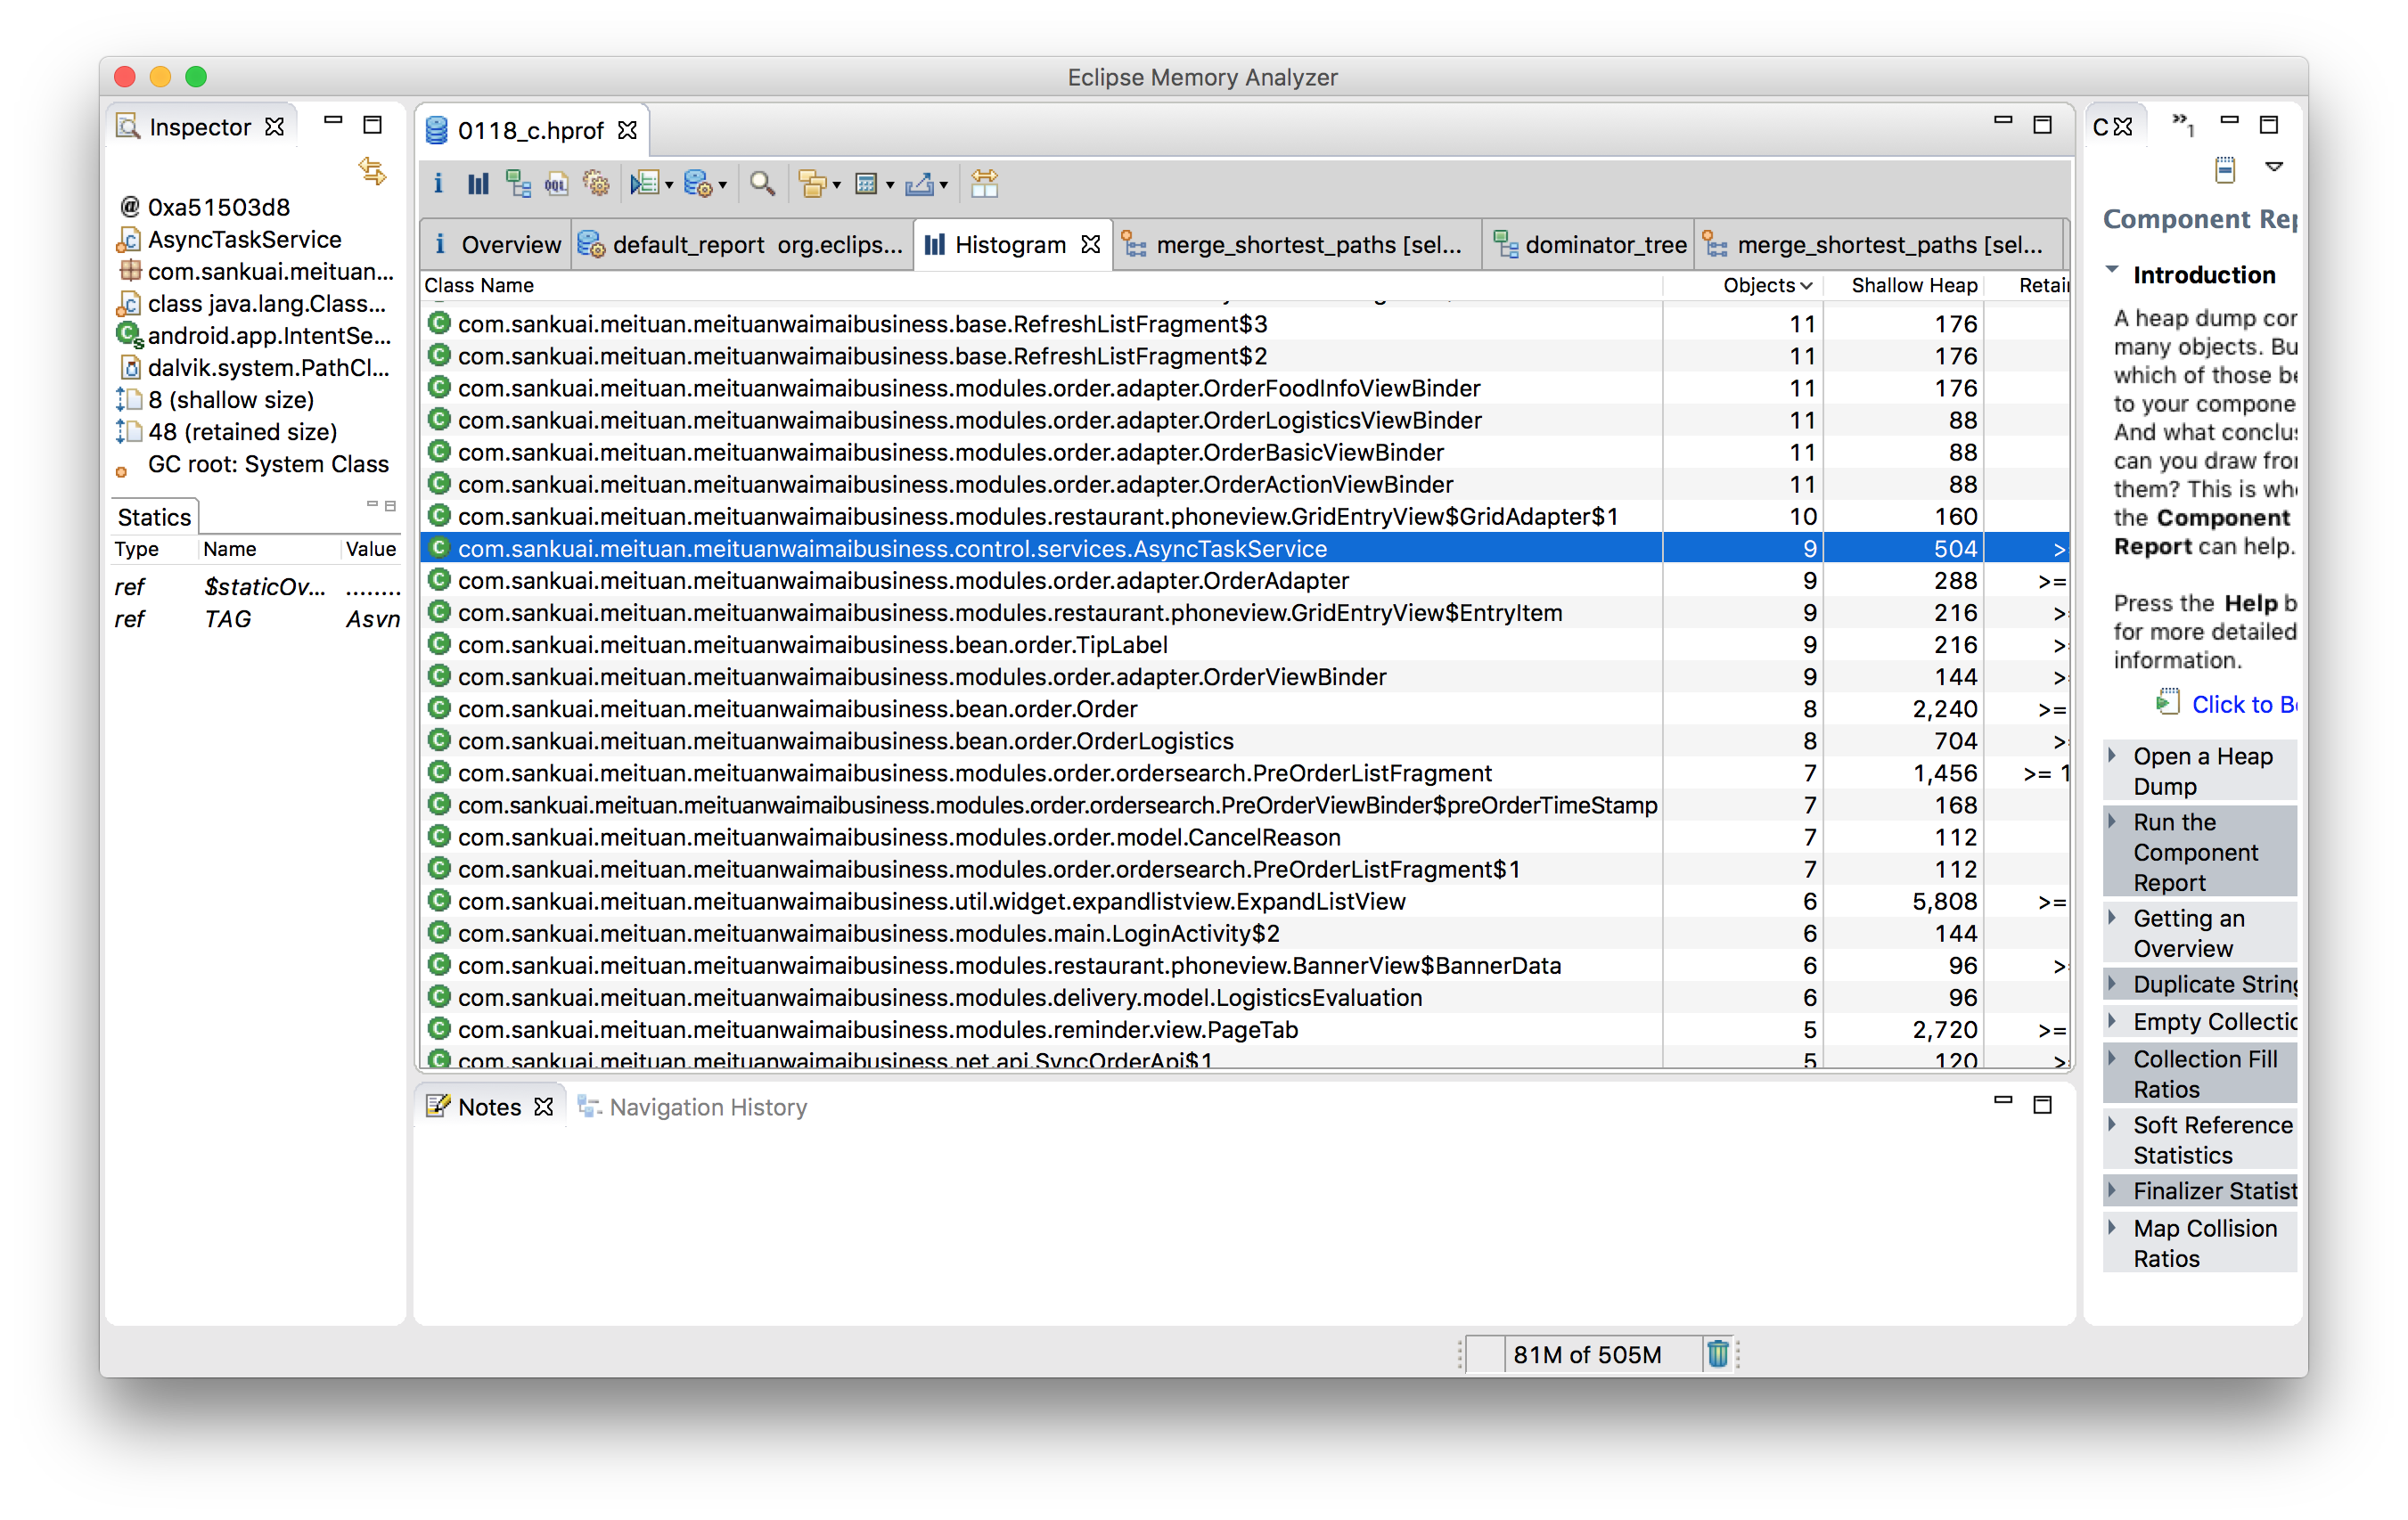 Eclipse Memory Analyzer
Inspector
@ 0xa51503d8
AsyncTaskService
com.sankuai.meituan...
class java.lang.Class...
android.app.IntentSe...
dalvik.system.PathCl...
8 (shallow size)
48 (retained size)
GC root: System Class
Statics
Type Name Value
ref $staticOv... ........
ref TAG Asyn
0118_c.hprof
Overview default_report org.eclips... Histogram merge_shortest_paths [sel... dominator_tree merge_shortest_paths [sel...
Class Name Objects Shallow Heap Retai
com.sankuai.meituan.meituanwaimaibusiness.base.RefreshListFragment$3 11 176
com.sankuai.meituan.meituanwaimaibusiness.base.RefreshListFragment$2 11 176
com.sankuai.meituan.meituanwaimaibusiness.modules.order.adapter.OrderFoodInfoViewBinder 11 176
com.sankuai.meituan.meituanwaimaibusiness.modules.order.adapter.OrderLogisticsViewBinder 11 88
com.sankuai.meituan.meituanwaimaibusiness.modules.order.adapter.OrderBasicViewBinder 11 88
com.sankuai.meituan.meituanwaimaibusiness.modules.order.adapter.OrderActionViewBinder 11 88
com.sankuai.meituan.meituanwaimaibusiness.modules.restaurant.phoneview.GridEntryView$GridAdapter$1 10 160
com.sankuai.meituan.meituanwaimaibusiness.control.services.AsyncTaskService 9 504 >
com.sankuai.meituan.meituanwaimaibusiness.modules.order.adapter.OrderAdapter 9 288 >=
com.sankuai.meituan.meituanwaimaibusiness.modules.restaurant.phoneview.GridEntryView$EntryItem 9 216 >
com.sankuai.meituan.meituanwaimaibusiness.bean.order.TipLabel 9 216 >
com.sankuai.meituan.meituanwaimaibusiness.modules.order.adapter.OrderViewBinder 9 144 >
com.sankuai.meituan.meituanwaimaibusiness.bean.order.Order 8 2,240 >=
com.sankuai.meituan.meituanwaimaibusiness.bean.order.OrderLogistics 8 704 >
com.sankuai.meituan.meituanwaimaibusiness.modules.order.ordersearch.PreOrderListFragment 7 1,456 >= 1
com.sankuai.meituan.meituanwaimaibusiness.modules.order.ordersearch.PreOrderViewBinder$preOrderTimeStamp 7 168
com.sankuai.meituan.meituanwaimaibusiness.modules.order.model.CancelReason 7 112
com.sankuai.meituan.meituanwaimaibusiness.modules.order.ordersearch.PreOrderListFragment$1 7 112
com.sankuai.meituan.meituanwaimaibusiness.util.widget.expandlistview.ExpandListView 6 5,808 >=
com.sankuai.meituan.meituanwaimaibusiness.modules.main.LoginActivity$2 6 144
com.sankuai.meituan.meituanwaimaibusiness.modules.restaurant.phoneview.BannerView$BannerData 6 96 >
com.sankuai.meituan.meituanwaimaibusiness.modules.delivery.model.LogisticsEvaluation 6 96
com.sankuai.meituan.meituanwaimaibusiness.modules.reminder.view.PageTab 5 2,720 >=
com.sankuai.meituan.meituanwaimaibusiness.net.api.SyncOrderApi$1 5 120 >
Notes Navigation History
81M of 505M
C »1
Component Rep
Introduction
A heap dump cor
many objects. Bu
which of those be
to your compone
And what conclu
can you draw fro
them? This is wh
the Component
Report can help.
Press the Help b
for more detailed
information.
Click to Be
Open a Heap
Dump
Run the
Component
Report
Getting an
Overview
Duplicate String
Empty Collectio
Collection Fill
Ratios
Soft Reference
Statistics
Finalizer Statist
Map Collision
Ratios